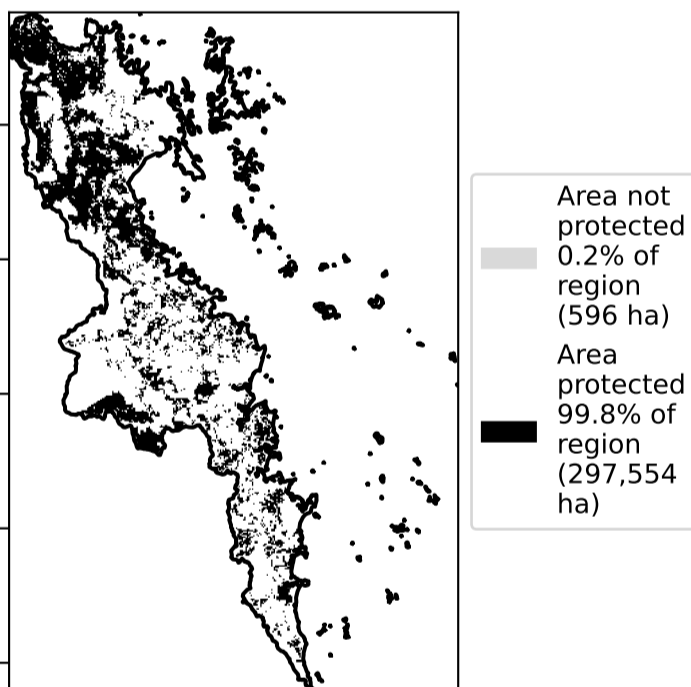 Area not
protected
0.2% of
region
(596 ha)
Area
protected
99.8% of
region
(297,554
ha)